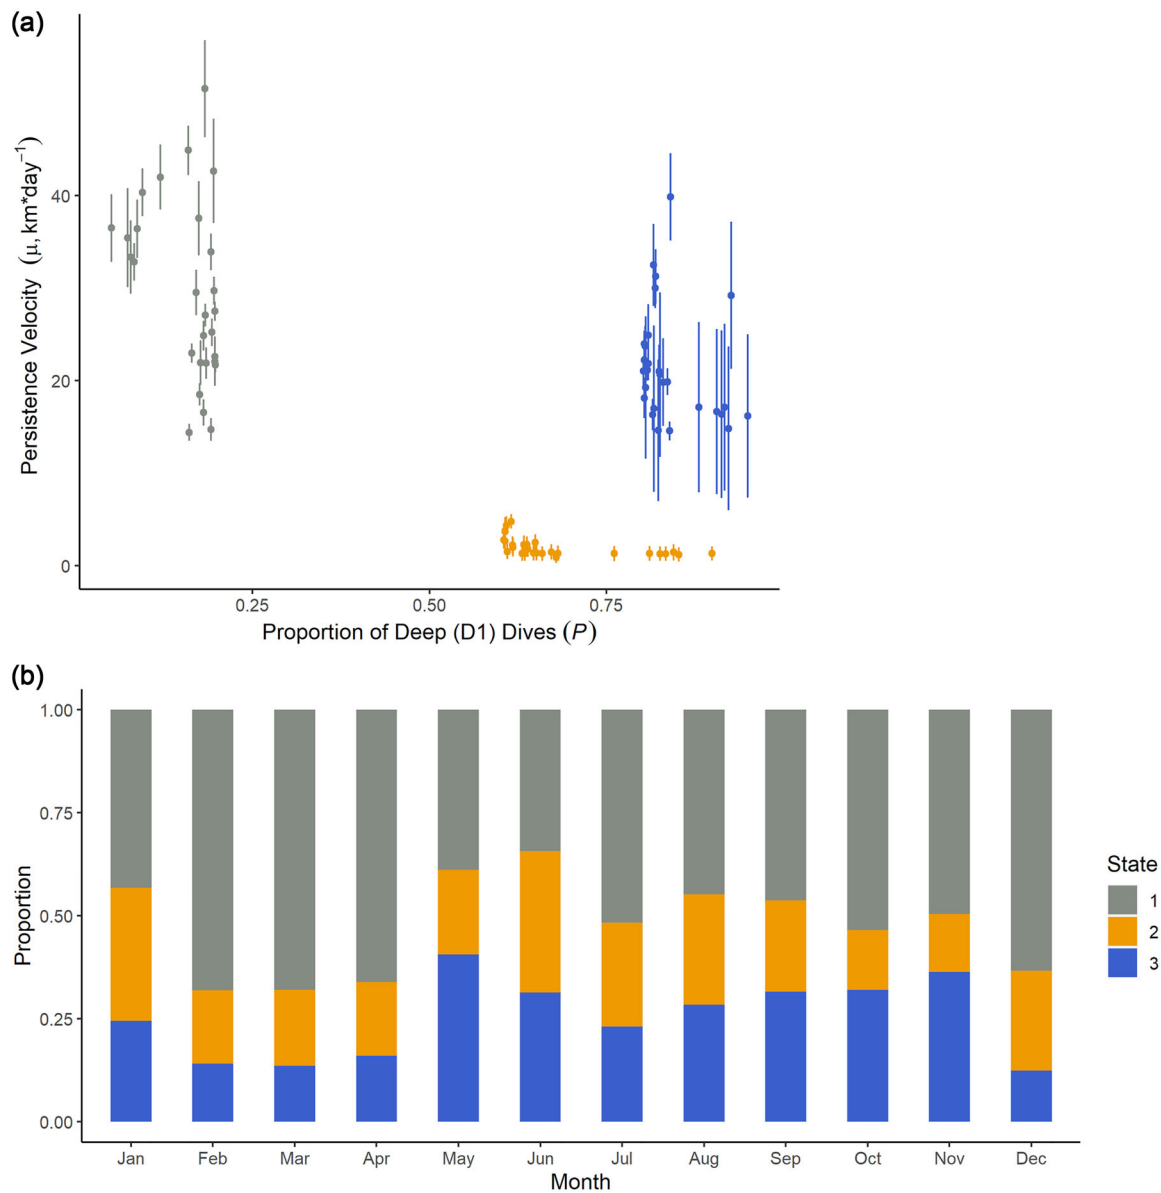 (a)
Persistence Velocity (μ, km*day⁻¹)
40
20
0
0.25 0.50 0.75
Proportion of Deep (D1) Dives (P)
(b)
Proportion
1.00
0.75
0.50
0.25
0.00
Jan Feb Mar Apr May Jun Jul Aug Sep Oct Nov Dec
Month
State
1
2
3